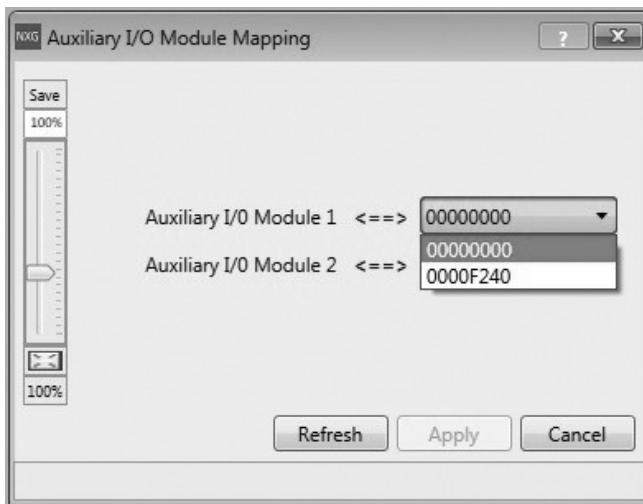 NXG Auxiliary I/O Module Mapping ? X
Save
100%
Auxiliary I/0 Module 1 <==> 00000000
00000000
Auxiliary I/0 Module 2 <==>
0000F240
100%
Refresh Apply Cancel